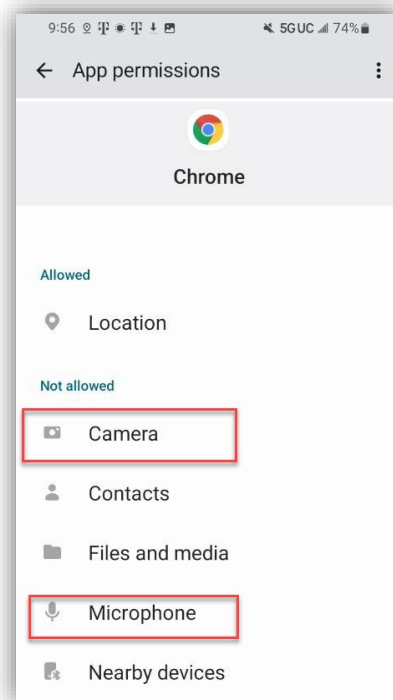 9:56 5GUC 74%
App permissions
Chrome
Allowed
Location
Not allowed
Camera
Contacts
Files and media
Microphone
Nearby devices